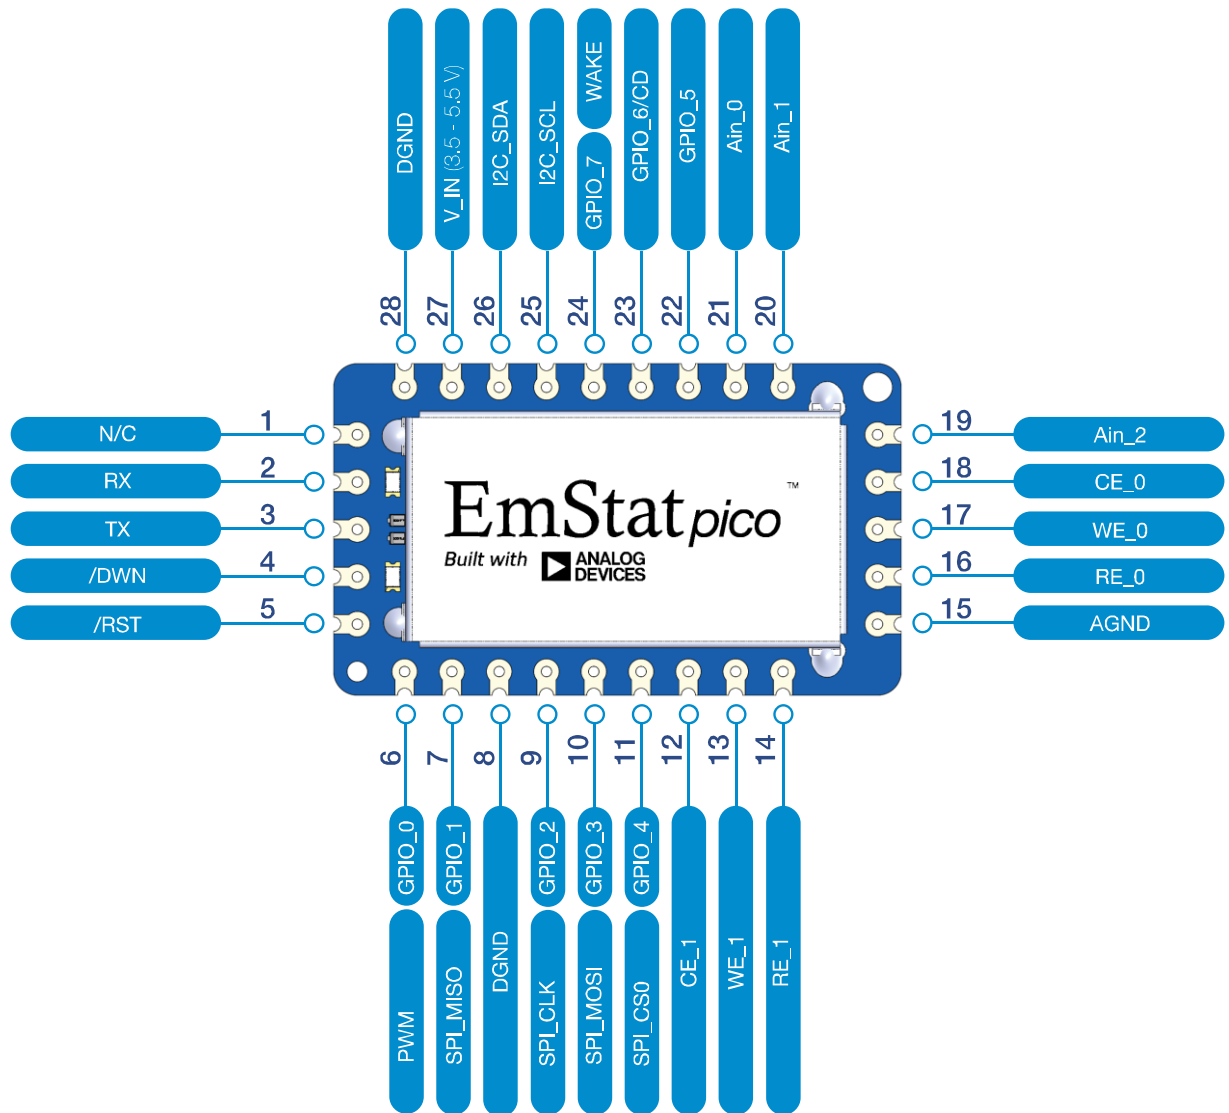 DGND
V_IN (3.5 - 5.5 V)
I2C_SDA
I2C_SCL
WAKE
GPIO_7
GPIO_6/CD
GPIO_5
Ain_0
Ain_1
28
27
26
25
24
23
22
21
20
N/C 1
RX 2
TX 3
/DWN 4
/RST 5
EmStat pico ™
Built with ANALOG DEVICES
19 Ain_2
18 CE_0
17 WE_0
16 RE_0
15 AGND
6
7
8
9
10
11
12
13
14
GPIO_0
PWM
GPIO_1
SPI_MISO
DGND
GPIO_2
SPI_CLK
GPIO_3
SPI_MOSI
GPIO_4
SPI_CS0
CE_1
WE_1
RE_1